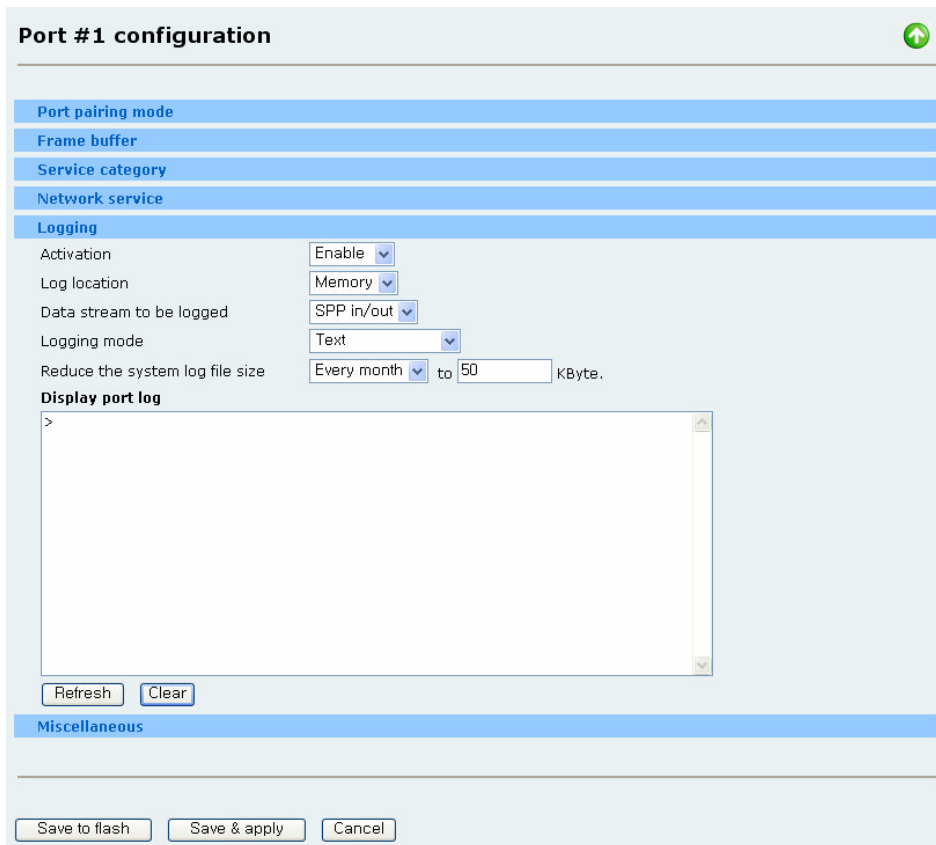 Port #1 configuration
Port pairing mode
Frame buffer
Service category
Network service
Logging
Activation Enable
Log location Memory
Data stream to be logged SPP in/out
Logging mode Text
Reduce the system log file size Every month to 50 KByte.
Display port log
>
Refresh Clear
Miscellaneous
Save to flash Save & apply Cancel